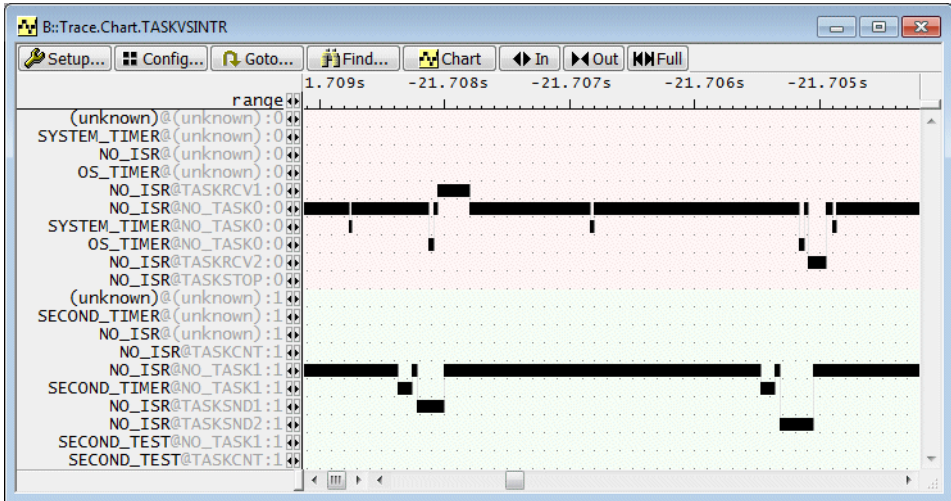 B::Trace.Chart.TASKVSINTR
Setup... Config... Goto... Find... Chart In Out Full
1.709s -21.708s -21.707s -21.706s -21.705s
range
(unknown)@(unknown):0
SYSTEM_TIMER@(unknown):0
NO_ISR@(unknown):0
OS_TIMER@(unknown):0
NO_ISR@TASKRCV1:0
NO_ISR@NO_TASK0:0
SYSTEM_TIMER@NO_TASK0:0
OS_TIMER@NO_TASK0:0
NO_ISR@TASKRCV2:0
NO_ISR@TASKSTOP:0
(unknown)@(unknown):1
SECOND_TIMER@(unknown):1
NO_ISR@(unknown):1
NO_ISR@TASKCNT:1
NO_ISR@NO_TASK1:1
SECOND_TIMER@NO_TASK1:1
NO_ISR@TASKSND1:1
NO_ISR@TASKSND2:1
SECOND_TEST@NO_TASK1:1
SECOND_TEST@TASKCNT:1